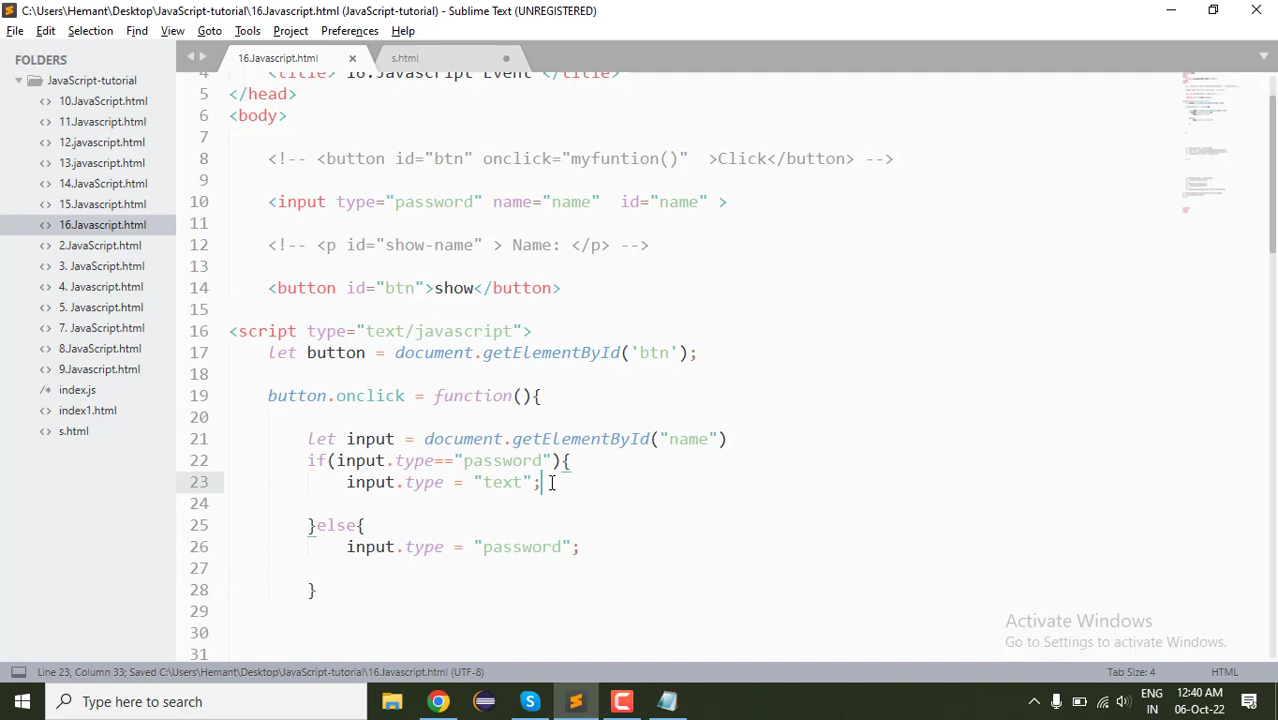 C:\Users\Hemant\Desktop\JavaScript-tutorial\16.Javascript.html (JavaScript-tutorial) - Sublime Text (UNREGISTERED)
File Edit Selection Find View Goto Tools Project Preferences Help
FOLDERS
JavaScript-tutorial
10.JavaScript.html
11.Javascript.html
12.javascript.html
13.javascript.html
14.JavaScript.html
15.JavaScript.html
16.Javascript.html
2.JavaScript.html
3. JavaScript.html
4. Javascript.html
5. Javascript.html
7. JavaScript.html
8.JavaScript.html
9.Javascript.html
index.js
index1.html
s.html
16.Javascript.html
s.html
4 <title> 16.Javascript Event </title>
5 </head>
6 <body>
7
8 <!-- <button id="btn" onclick="myfuntion()"  >Click</button> -->
9
10 <input type="password" name="name"  id="name" >
11
12 <!-- <p id="show-name" > Name: </p> -->
13
14 <button id="btn">show</button>
15
16 <script type="text/javascript">
17 let button = document.getElementById('btn');
18
19 button.onclick = function(){
20
21 let input = document.getElementById("name")
22 if(input.type=="password"){
23 input.type = "text";
24
25 }else{
26 input.type = "password";
27
28 }
29
30
31
Activate Windows
Go to Settings to activate Windows.
Line 23, Column 33; Saved C:\Users\Hemant\Desktop\JavaScript-tutorial\16.Javascript.html (UTF-8)
Tab Size: 4
HTML
Type here to search
ENG
IN
12:40 AM
06-Oct-22